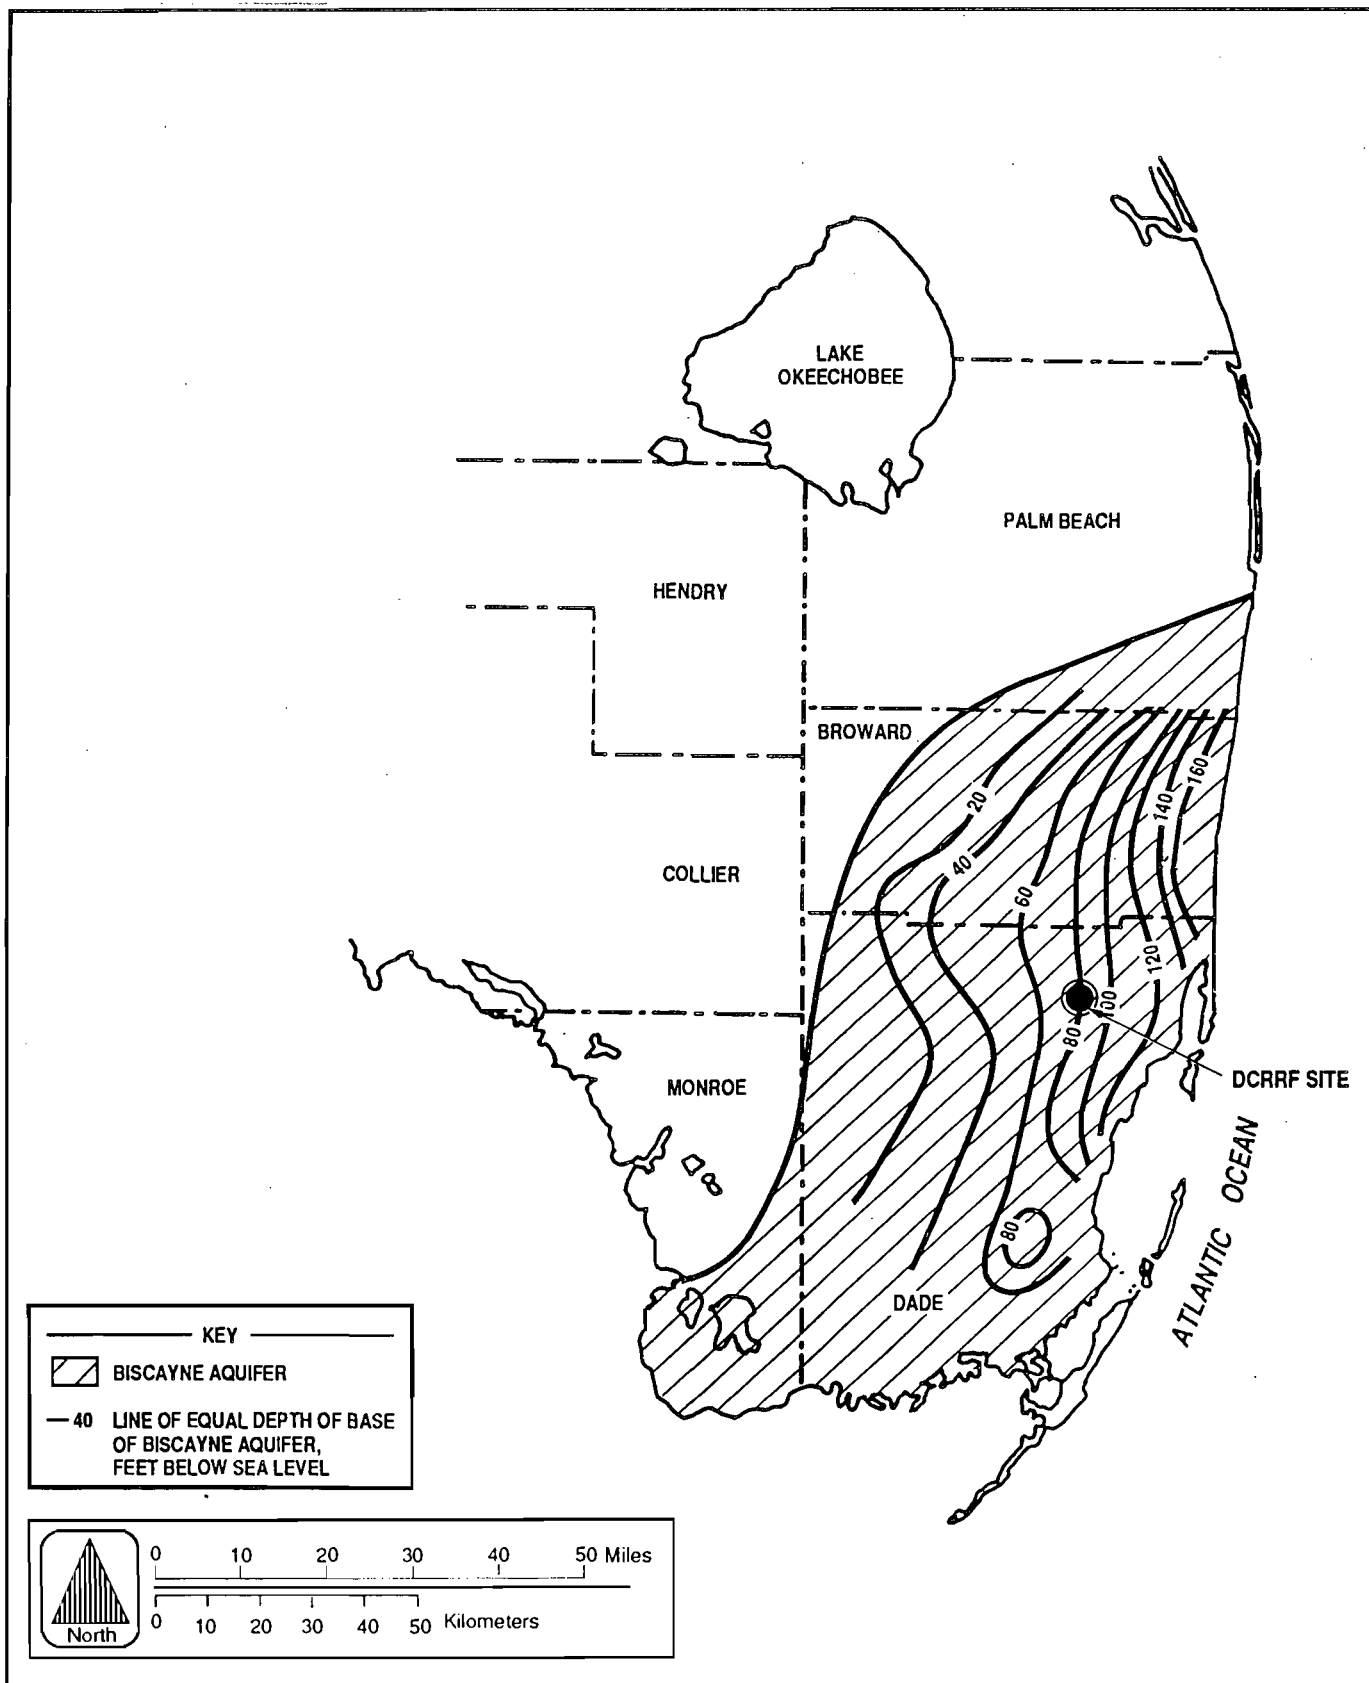 LAKE
OKEECHOBEE
PALM BEACH
HENDRY
BROWARD
20
40
60
140
160
COLLIER
120
100
80
MONROE
DCRRF SITE
ATLANTIC OCEAN
80
DADE
KEY
BISCAYNE AQUIFER
40 LINE OF EQUAL DEPTH OF BASE
OF BISCAYNE AQUIFER,
FEET BELOW SEA LEVEL
0 10 20 30 40 50 Miles
0 10 20 30 40 50 Kilometers
North